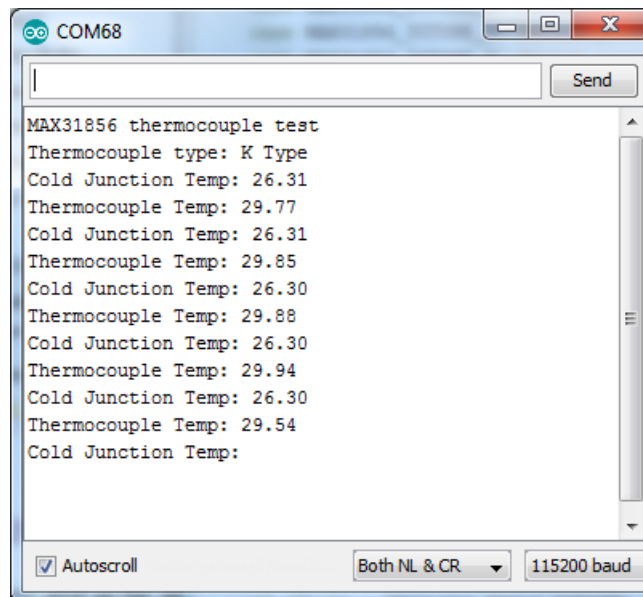 COM68
Send
MAX31856 thermocouple test
Thermocouple type: K Type
Cold Junction Temp: 26.31
Thermocouple Temp: 29.77
Cold Junction Temp: 26.31
Thermocouple Temp: 29.85
Cold Junction Temp: 26.30
Thermocouple Temp: 29.88
Cold Junction Temp: 26.30
Thermocouple Temp: 29.94
Cold Junction Temp: 26.30
Thermocouple Temp: 29.54
Cold Junction Temp:
Autoscroll
Both NL & CR
115200 baud